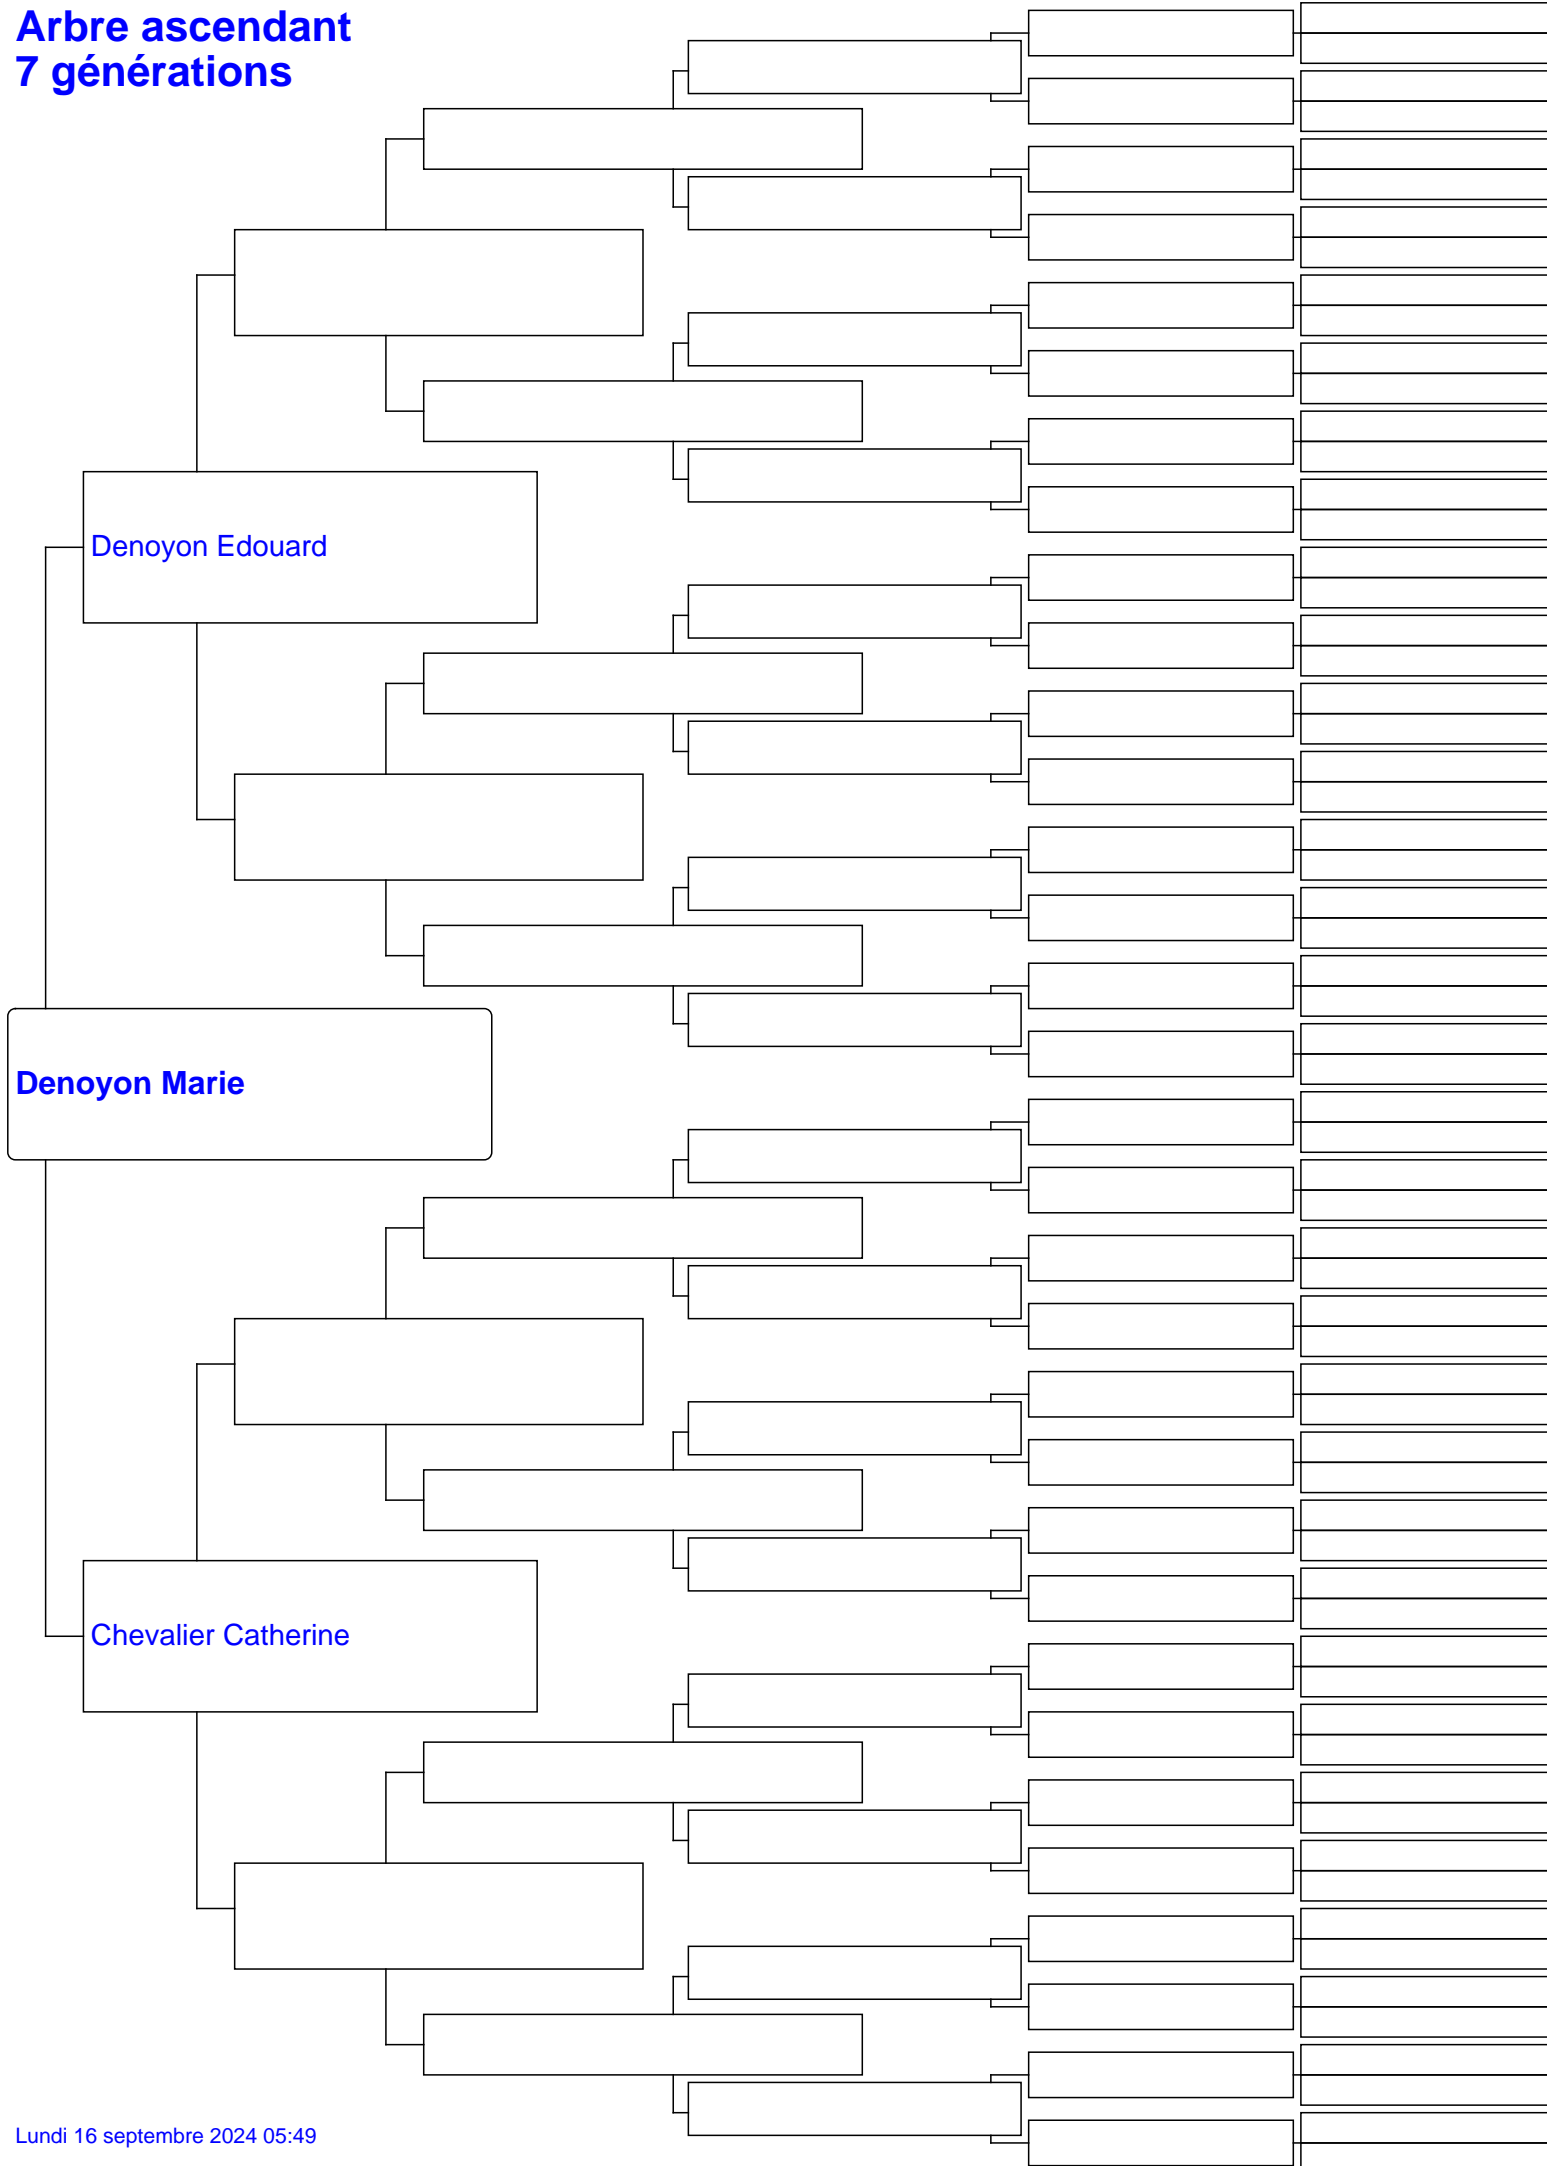 Arbre ascendant
7 générations
Denoyon Edouard
Denoyon Marie
Chevalier Catherine
Lundi 16 septembre 2024 05:49